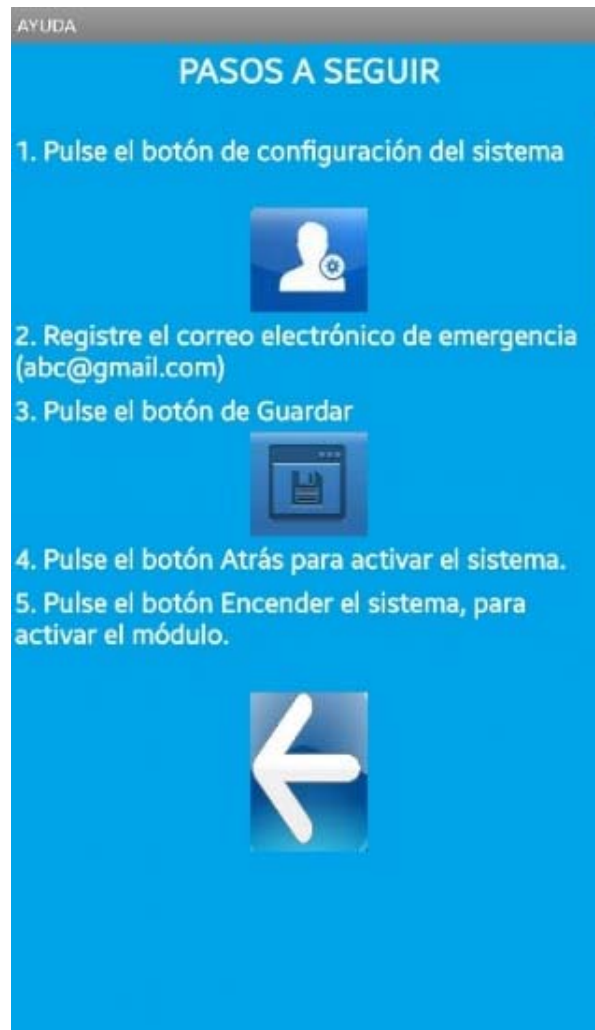 AYUDA
PASOS A SEGUIR
1. Pulse el botón de configuración del sistema
2. Registre el correo electrónico de emergencia
(abc@gmail.com)
3. Pulse el botón de Guardar
4. Pulse el botón Atrás para activar el sistema.
5. Pulse el botón Encender el sistema, para
activar el módulo.